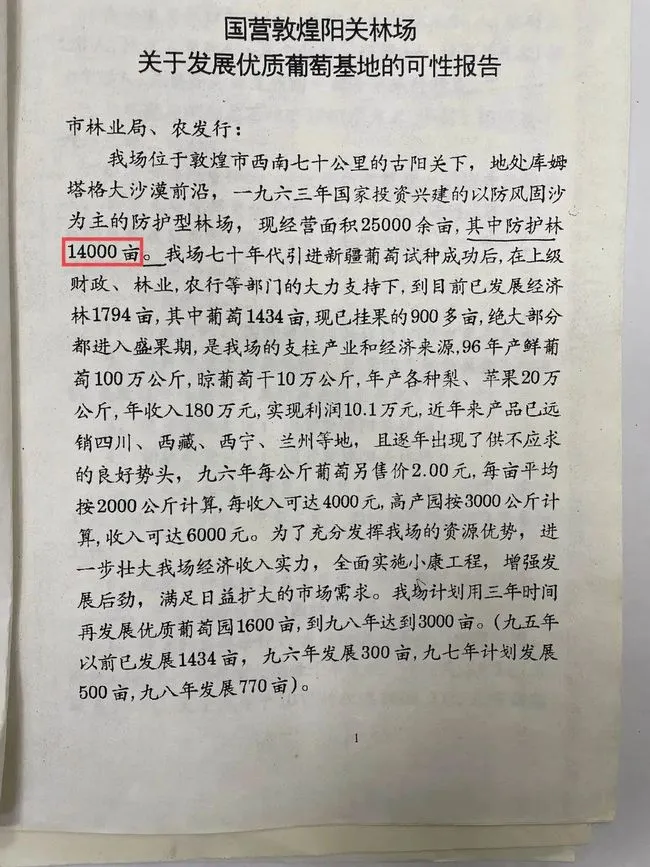 国营敦煌阳关林场
关于发展优质葡萄基地的可性报告
市林业局、农发行：
我场位于敦煌市西南七十公里的古阳关下，地处库姆
塔格大沙漠前沿，一九六三年国家投资兴建的以防风固沙
为主的防护型林场，现经营面积25000余亩，其中防护林
14000亩。我场七十年代引进新疆葡萄试种成功后，在上级
财政、林业，农行等部门的大力支持下，到目前已发展经济
林1794亩，其中葡萄1434亩，现已挂果的900多亩，绝大部分
都进入盛果期，是我场的支柱产业和经济来源，96年产鲜葡
萄100万公斤，晾葡萄干10万公斤，年产各种梨、苹果20万
公斤，年收入180万元，实现利润10.1万元，近年来产品已远
销四川、西藏、西宁、兰州等地，且逐年出现了供不应求
的良好势头，九六年每公斤葡萄另售价2.00元，每亩平均
按2000公斤计算，每收入可达4000元，高产园按3000公斤计
算，收入可达6000元。为了充分发挥我场的资源优势，进
一步壮大我场经济收入实力，全面实施小康工程，增强发
展后劲，满足日益扩大的市场需求。我场计划用三年时间
再发展优质葡萄园1600亩，到九八年达到3000亩。（九五年
以前已发展1434亩，九六年发展300亩，九七年计划发展
500亩，九八年发展770亩）。
1